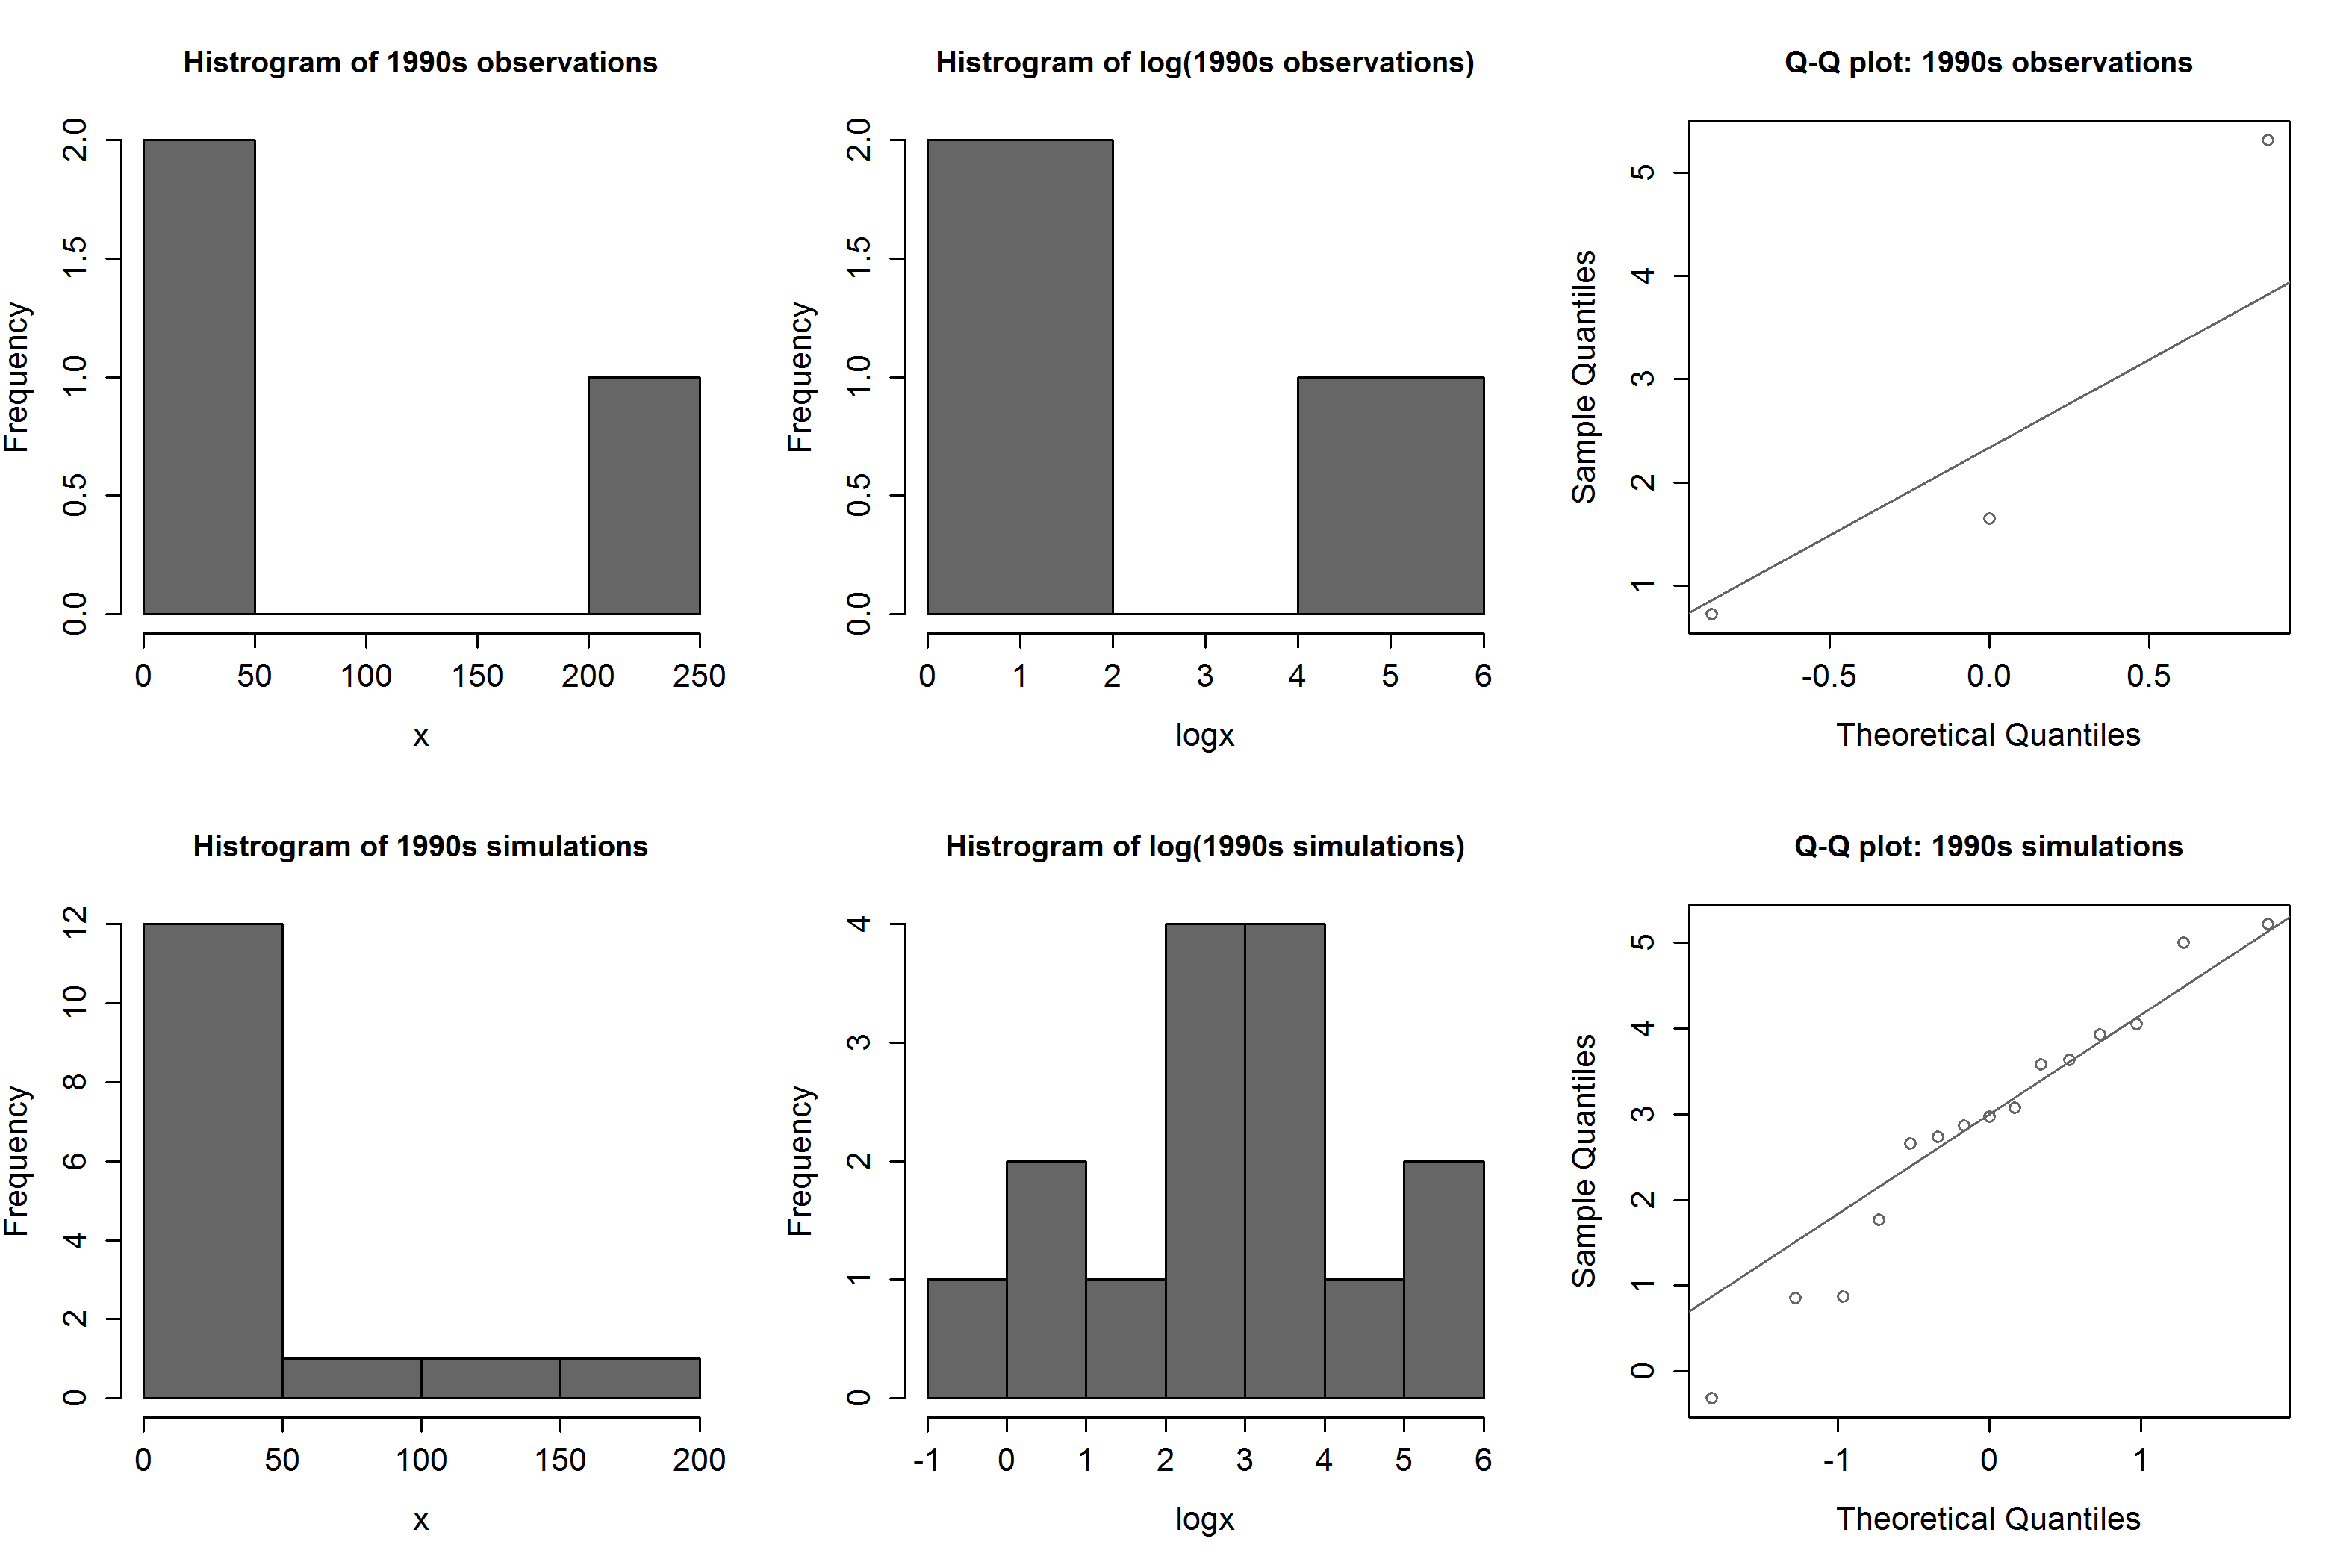 Histrogram of 1990s observations
Frequency
0.0 0.5 1.0 1.5 2.0
0 50 100 150 200 250
x
Histrogram of log(1990s observations)
Frequency
0.0 0.5 1.0 1.5 2.0
0 1 2 3 4 5 6
logx
Q-Q plot: 1990s observations
Sample Quantiles
1 2 3 4 5
-0.5 0.0 0.5
Theoretical Quantiles
Histrogram of 1990s simulations
Frequency
0 2 4 6 8 10 12
0 50 100 150 200
x
Histrogram of log(1990s simulations)
Frequency
0 1 2 3 4
-1 0 1 2 3 4 5 6
logx
Q-Q plot: 1990s simulations
Sample Quantiles
0 1 2 3 4 5
-1 0 1
Theoretical Quantiles